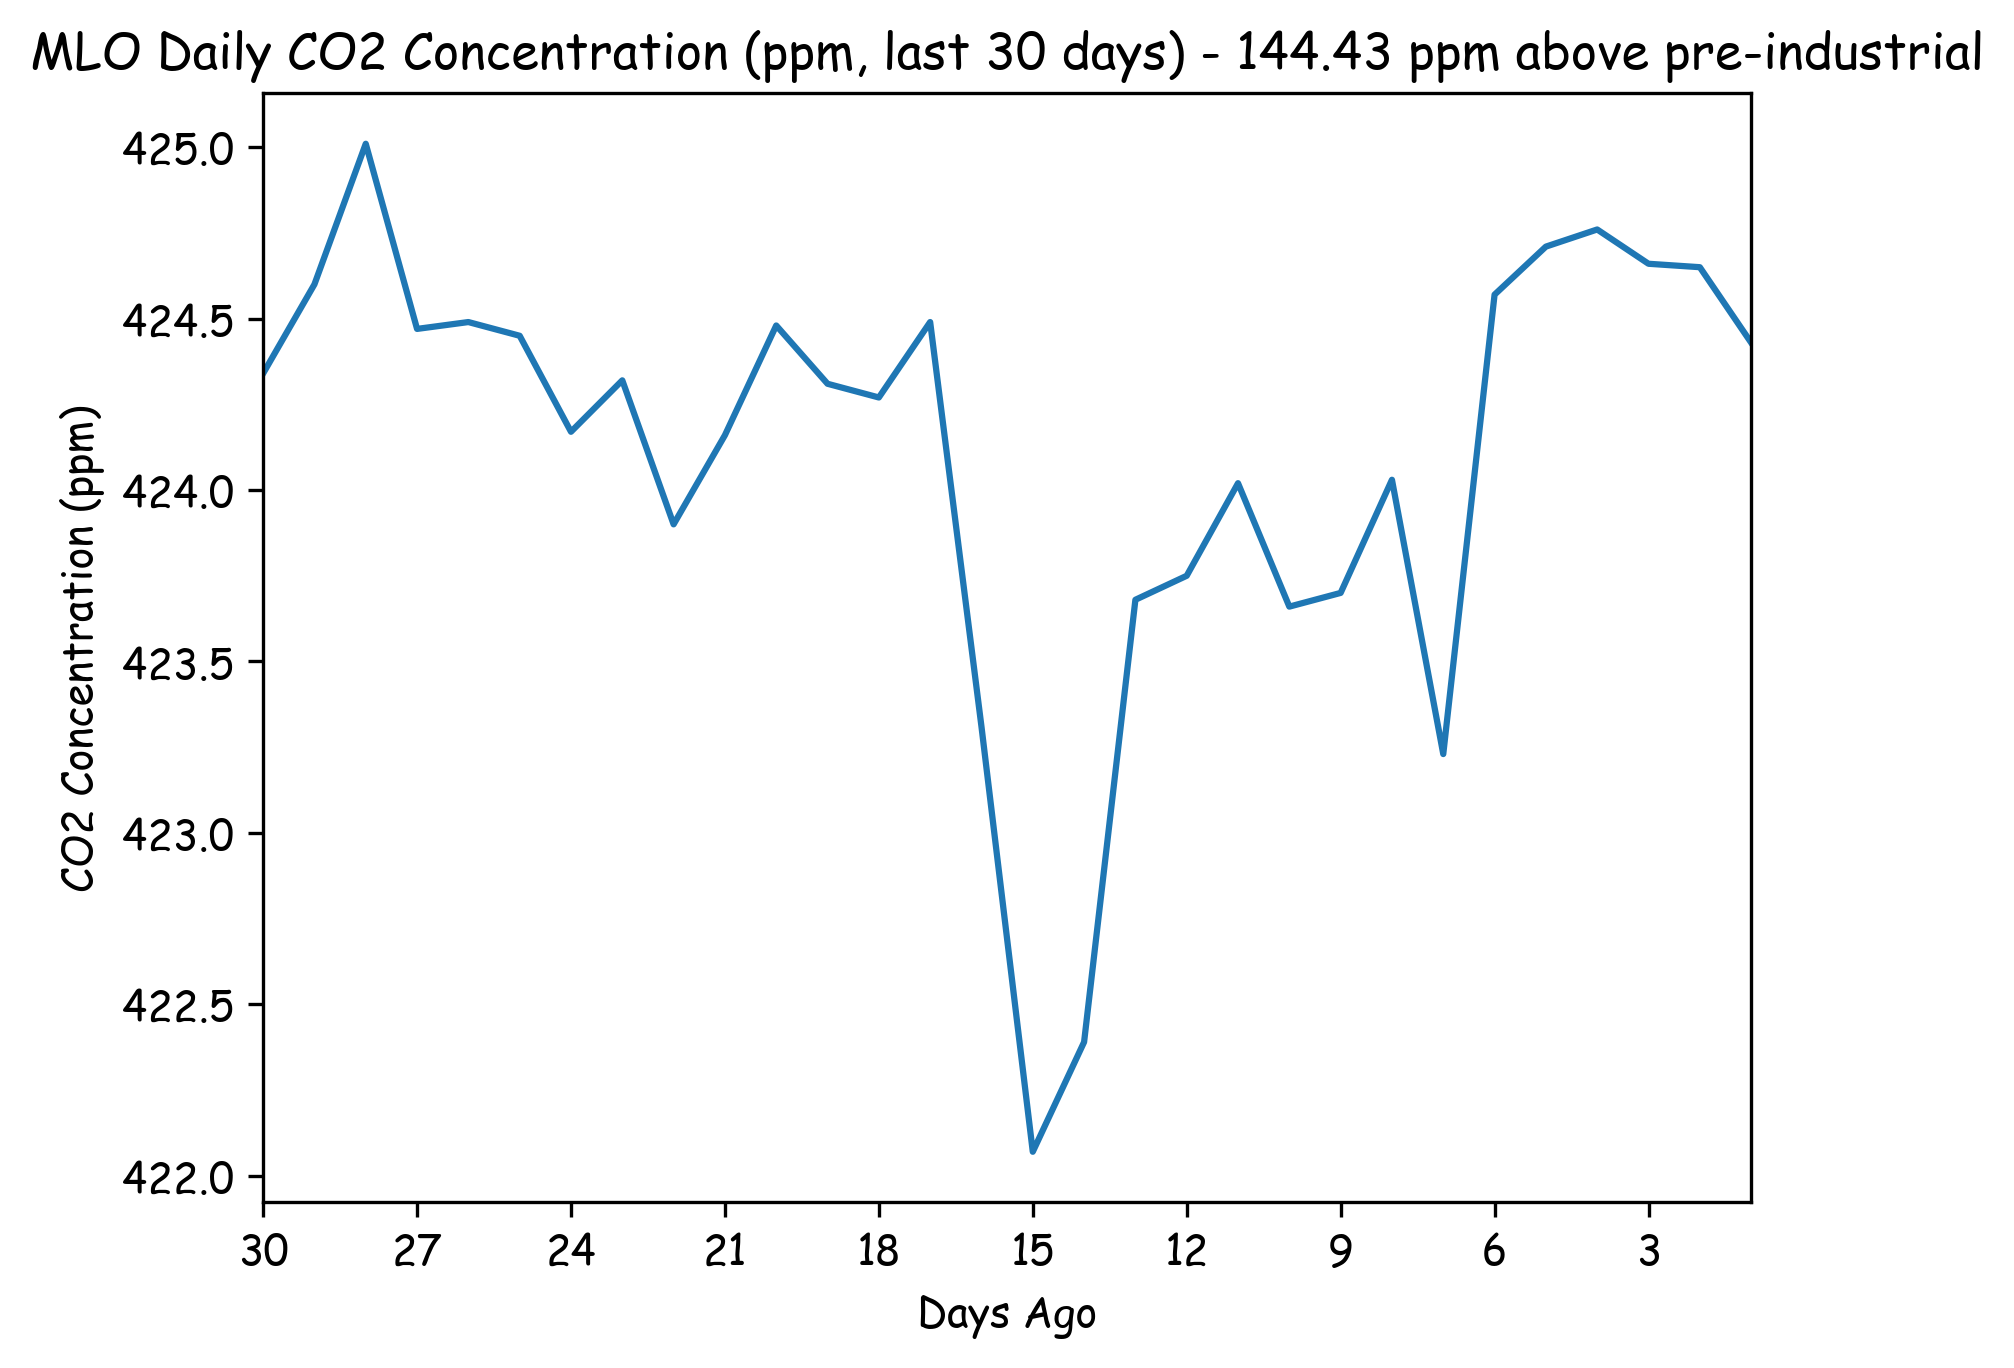 MLO Daily CO2 Concentration (ppm, last 30 days) - 144.43 ppm above pre-industrial
CO2 Concentration (ppm)
425.0
424.5
424.0
423.5
423.0
422.5
422.0
30 27 24 21 18 15 12 9 6 3
Days Ago